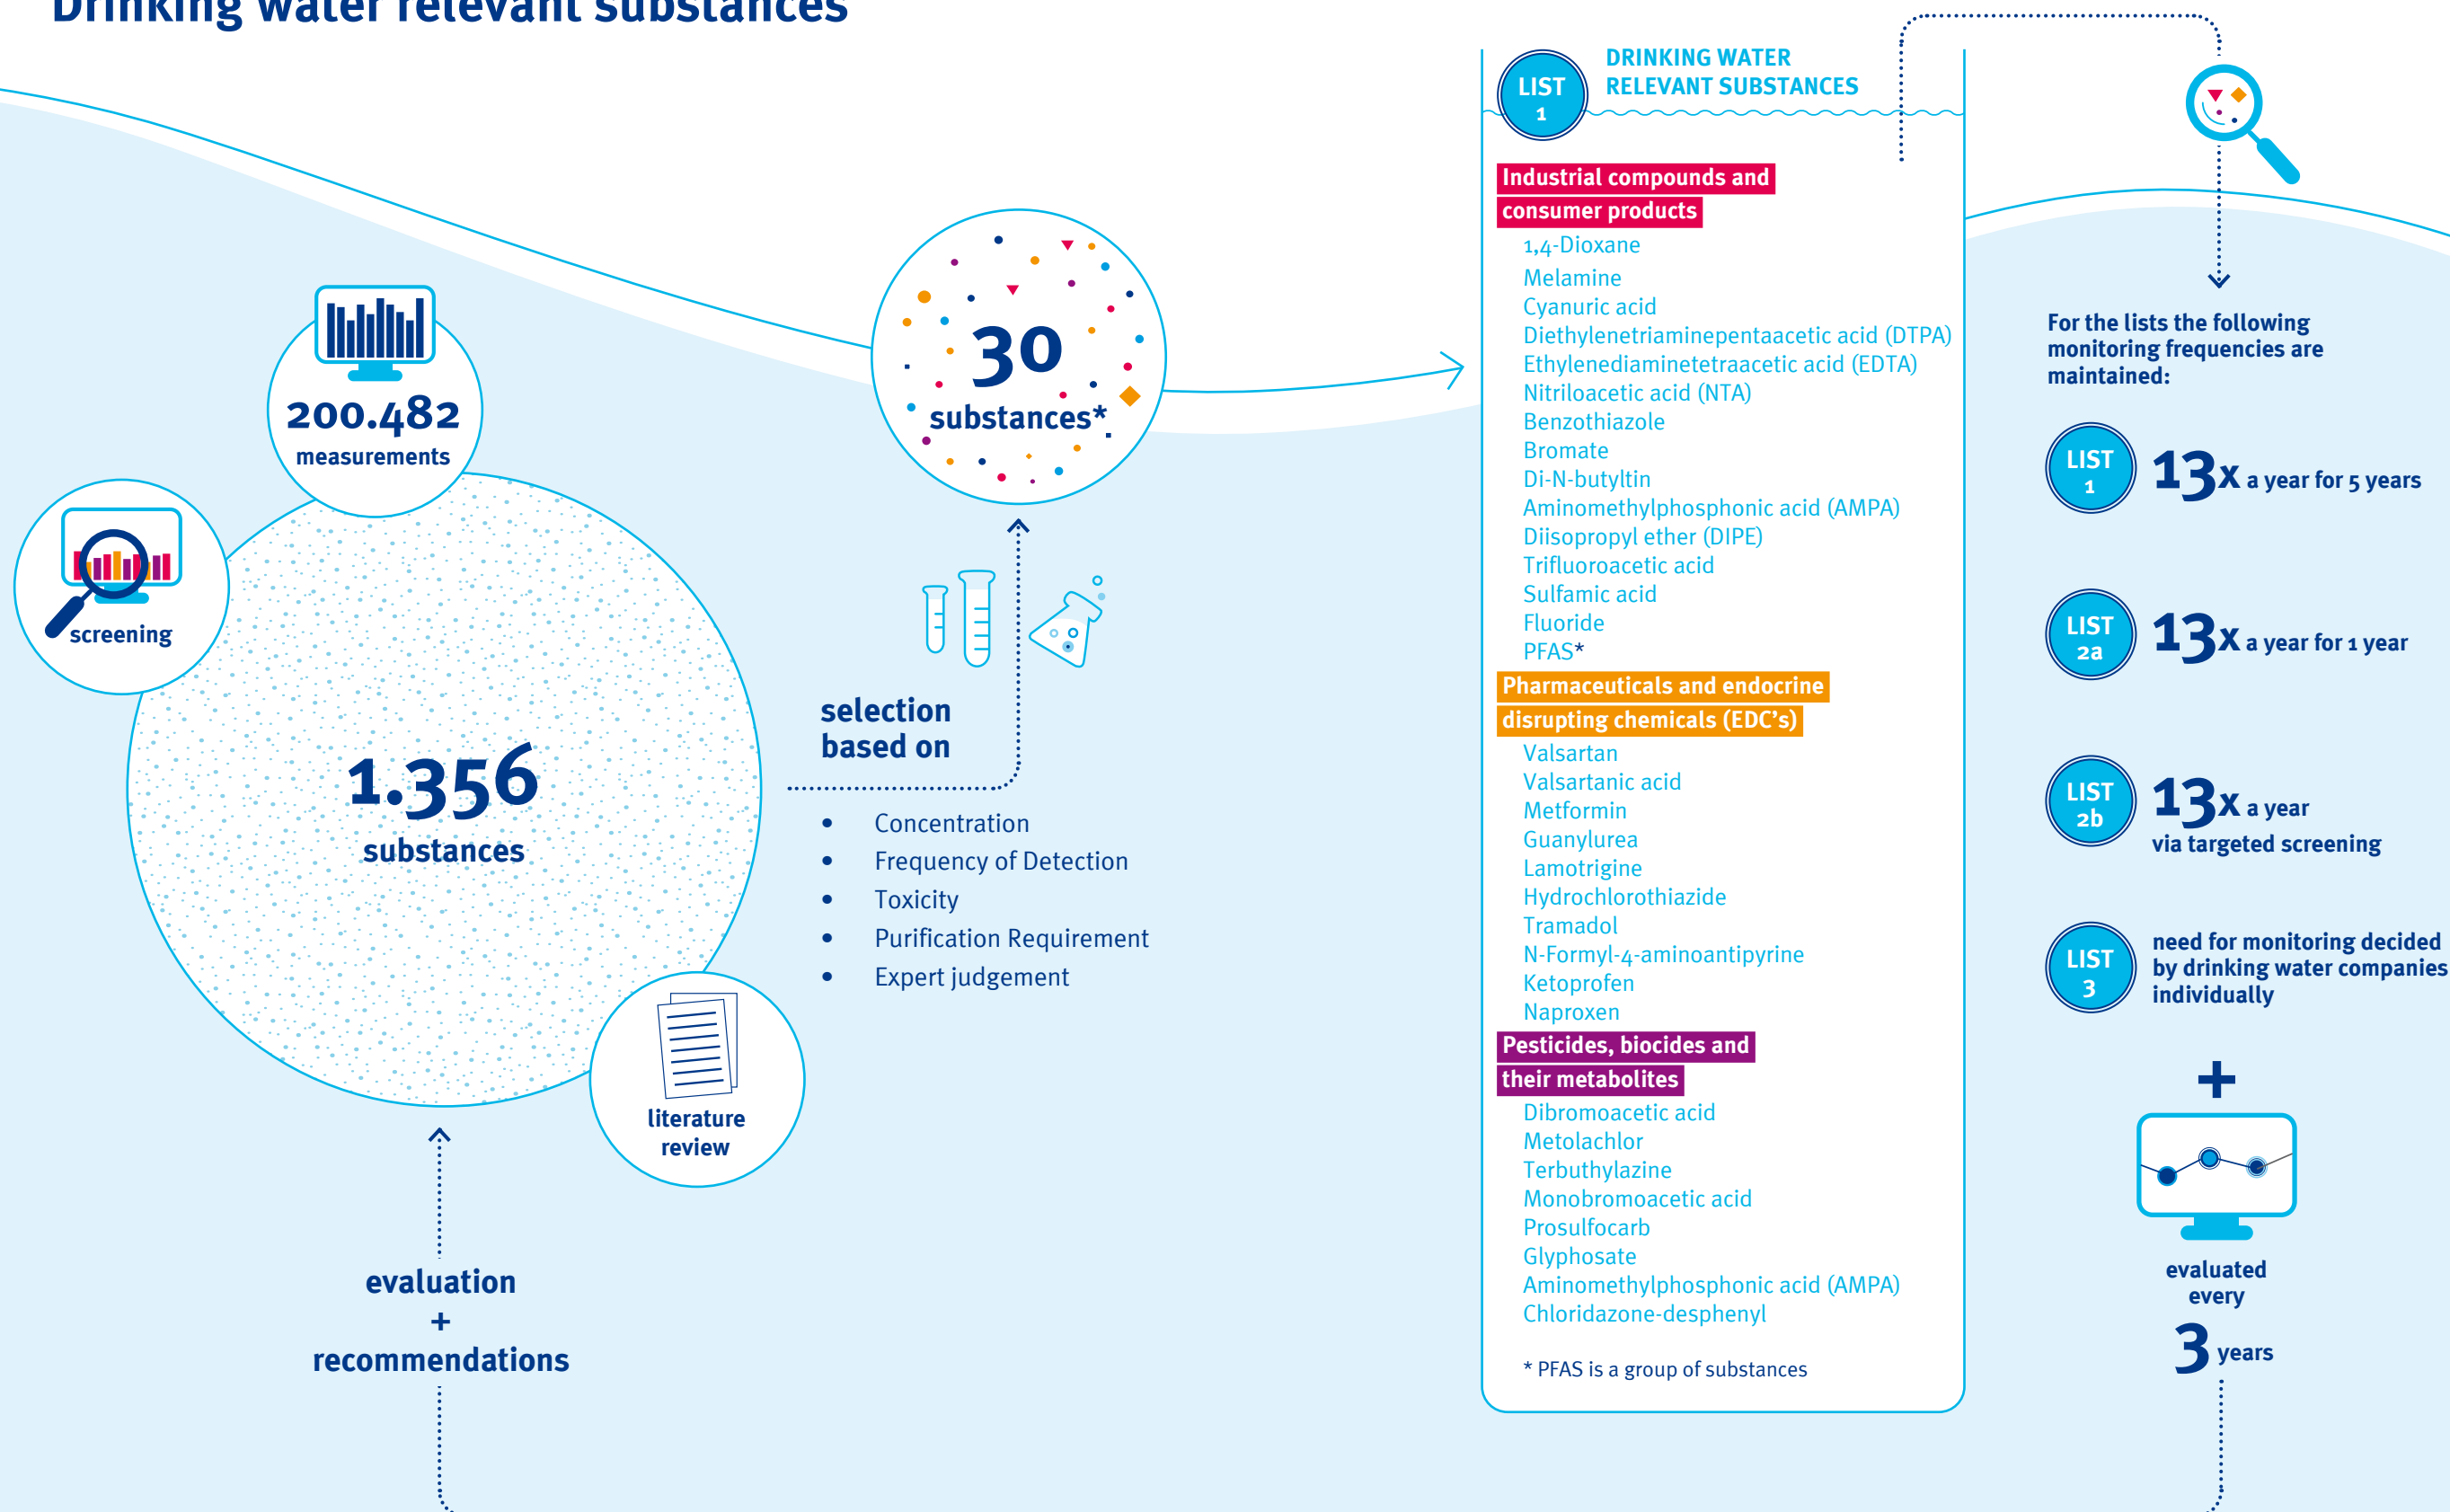 Drinking water relevant substances
200.482
measurements
screening
1.356
substances
literature
review
evaluation
+
recommendations
30
substances*
selection
based on
• Concentration
• Frequency of Detection
• Toxicity
• Purification Requirement
• Expert judgement
LIST
1
DRINKING WATER
RELEVANT SUBSTANCES
Industrial compounds and
consumer products
1,4-Dioxane
Melamine
Cyanuric acid
Diethylenetriaminepentaacetic acid (DTPA)
Ethylenediaminetetraacetic acid (EDTA)
Nitriloacetic acid (NTA)
Benzothiazole
Bromate
Di-N-butyltin
Aminomethylphosphonic acid (AMPA)
Diisopropyl ether (DIPE)
Trifluoroacetic acid
Sulfamic acid
Fluoride
PFAS*
Pharmaceuticals and endocrine
disrupting chemicals (EDC's)
Valsartan
Valsartanic acid
Metformin
Guanylurea
Lamotrigine
Hydrochlorothiazide
Tramadol
N-Formyl-4-aminoantipyrine
Ketoprofen
Naproxen
Pesticides, biocides and
their metabolites
Dibromoacetic acid
Metolachlor
Terbuthylazine
Monobromoacetic acid
Prosulfocarb
Glyphosate
Aminomethylphosphonic acid (AMPA)
Chloridazone-desphenyl
* PFAS is a group of substances
For the lists the following
monitoring frequencies are
maintained:
LIST
1
13x a year for 5 years
LIST
2a
13x a year for 1 year
LIST
2b
13x a year
via targeted screening
LIST
3
need for monitoring decided
by drinking water companies
individually
+
evaluated
every
3 years